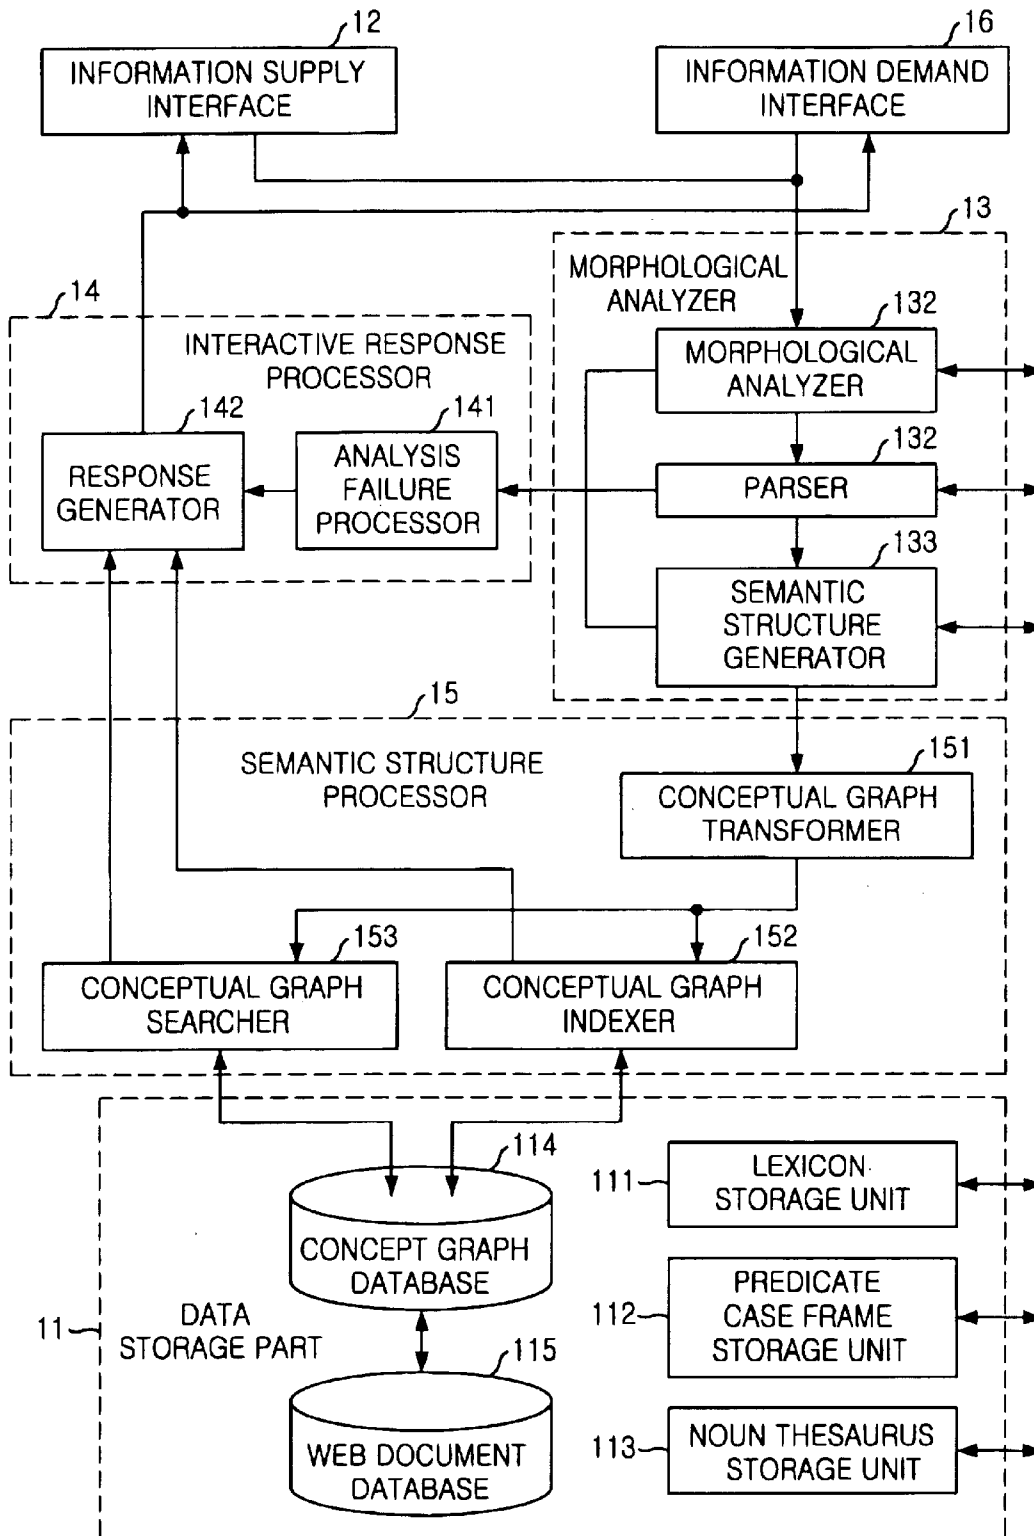 12
INFORMATION SUPPLY
INTERFACE
16
INFORMATION DEMAND
INTERFACE
13
MORPHOLOGICAL
ANALYZER
14
INTERACTIVE RESPONSE
PROCESSOR
132
MORPHOLOGICAL
ANALYZER
142
RESPONSE
GENERATOR
141
ANALYSIS
FAILURE
PROCESSOR
132
PARSER
133
SEMANTIC
STRUCTURE
GENERATOR
15
SEMANTIC STRUCTURE
PROCESSOR
151
CONCEPTUAL GRAPH
TRANSFORMER
153
CONCEPTUAL GRAPH
SEARCHER
152
CONCEPTUAL GRAPH
INDEXER
11
DATA
STORAGE PART
114
CONCEPT GRAPH
DATABASE
115
WEB DOCUMENT
DATABASE
111
LEXICON
STORAGE UNIT
112
PREDICATE
CASE FRAME
STORAGE UNIT
113
NOUN THESAURUS
STORAGE UNIT